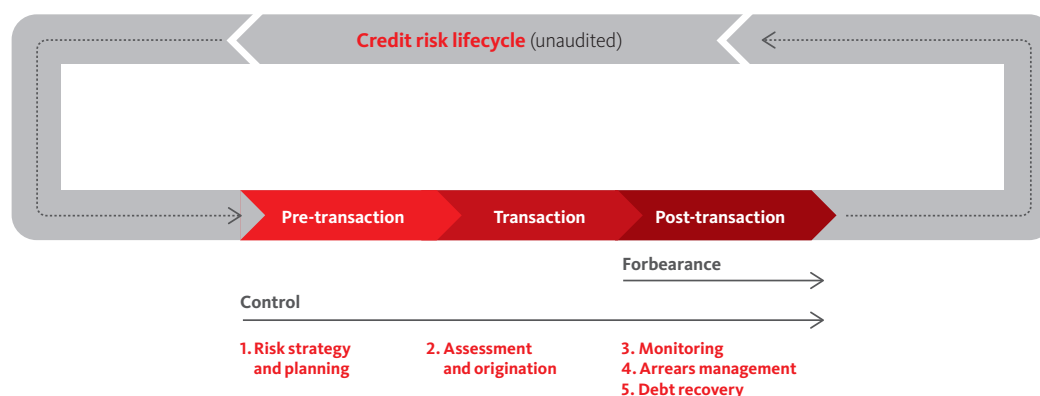 Credit risk lifecycle (unaudited)
Pre-transaction
Transaction
Post-transaction
Forbearance
Control
1. Risk strategy
and planning
2. Assessment
and origination
3. Monitoring
4. Arrears management
5. Debt recovery